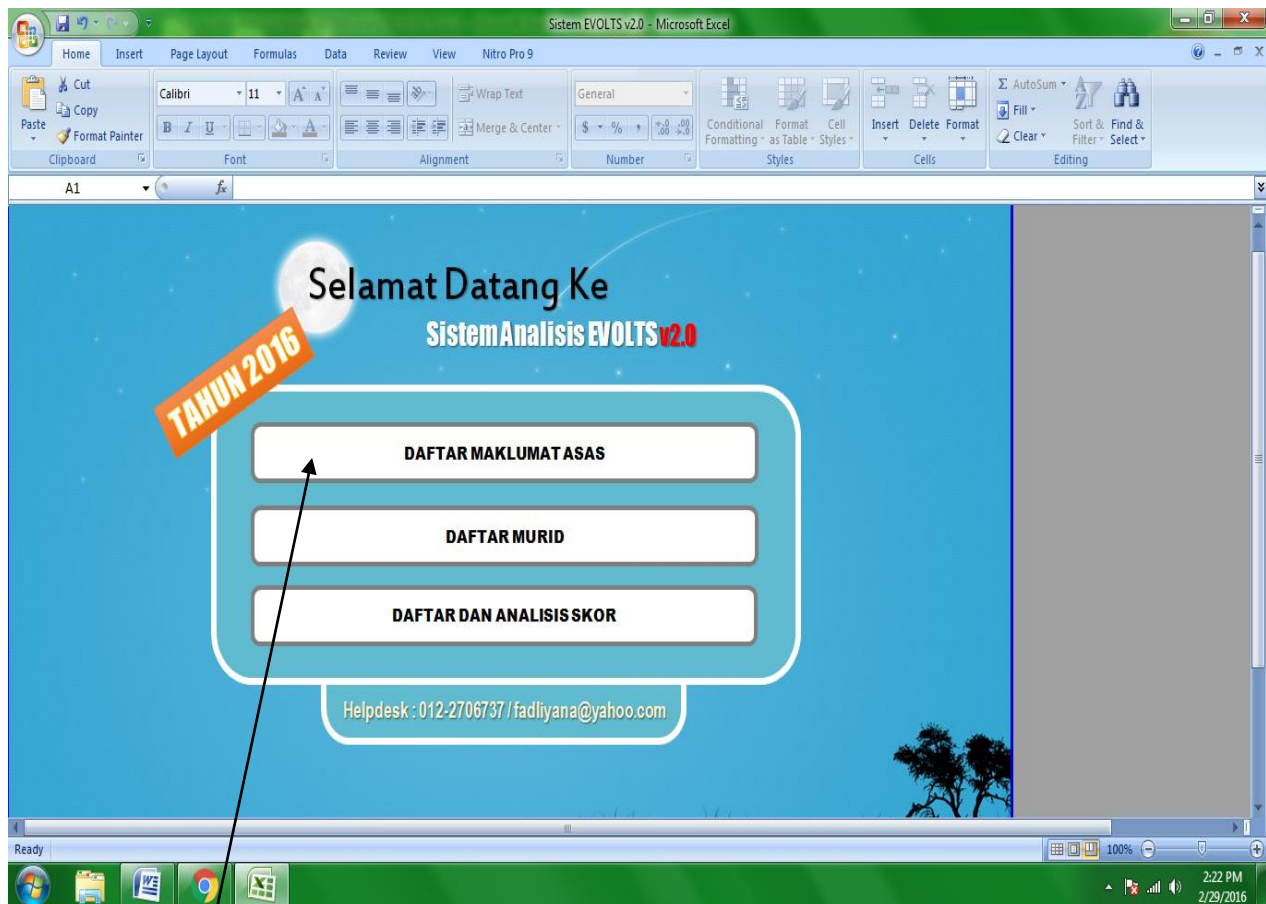 Sistem EVOLTS v2.0 - Microsoft Excel
Home Insert Page Layout Formulas Data Review View Nitro Pro 9
Paste
Cut
Copy
Format Painter
Clipboard
Calibri 11
B I U
Font
Wrap Text
Merge & Center
Alignment
General
$ % ,
Number
Conditional Formatting
Format as Table
Cell Styles
Styles
Insert Delete Format
Cells
Σ AutoSum
Fill
Clear
Sort & Filter
Find & Select
Editing
A1 fx
Selamat Datang Ke
Sistem Analisis EVOLTS v2.0
TAHUN 2016
DAFTAR MAKLUMAT ASAS
DAFTAR MURID
DAFTAR DAN ANALISIS SKOR
Helpdesk : 012-2706737 / fadliyana@yahoo.com
Ready 100%
2:22 PM
2/29/2016